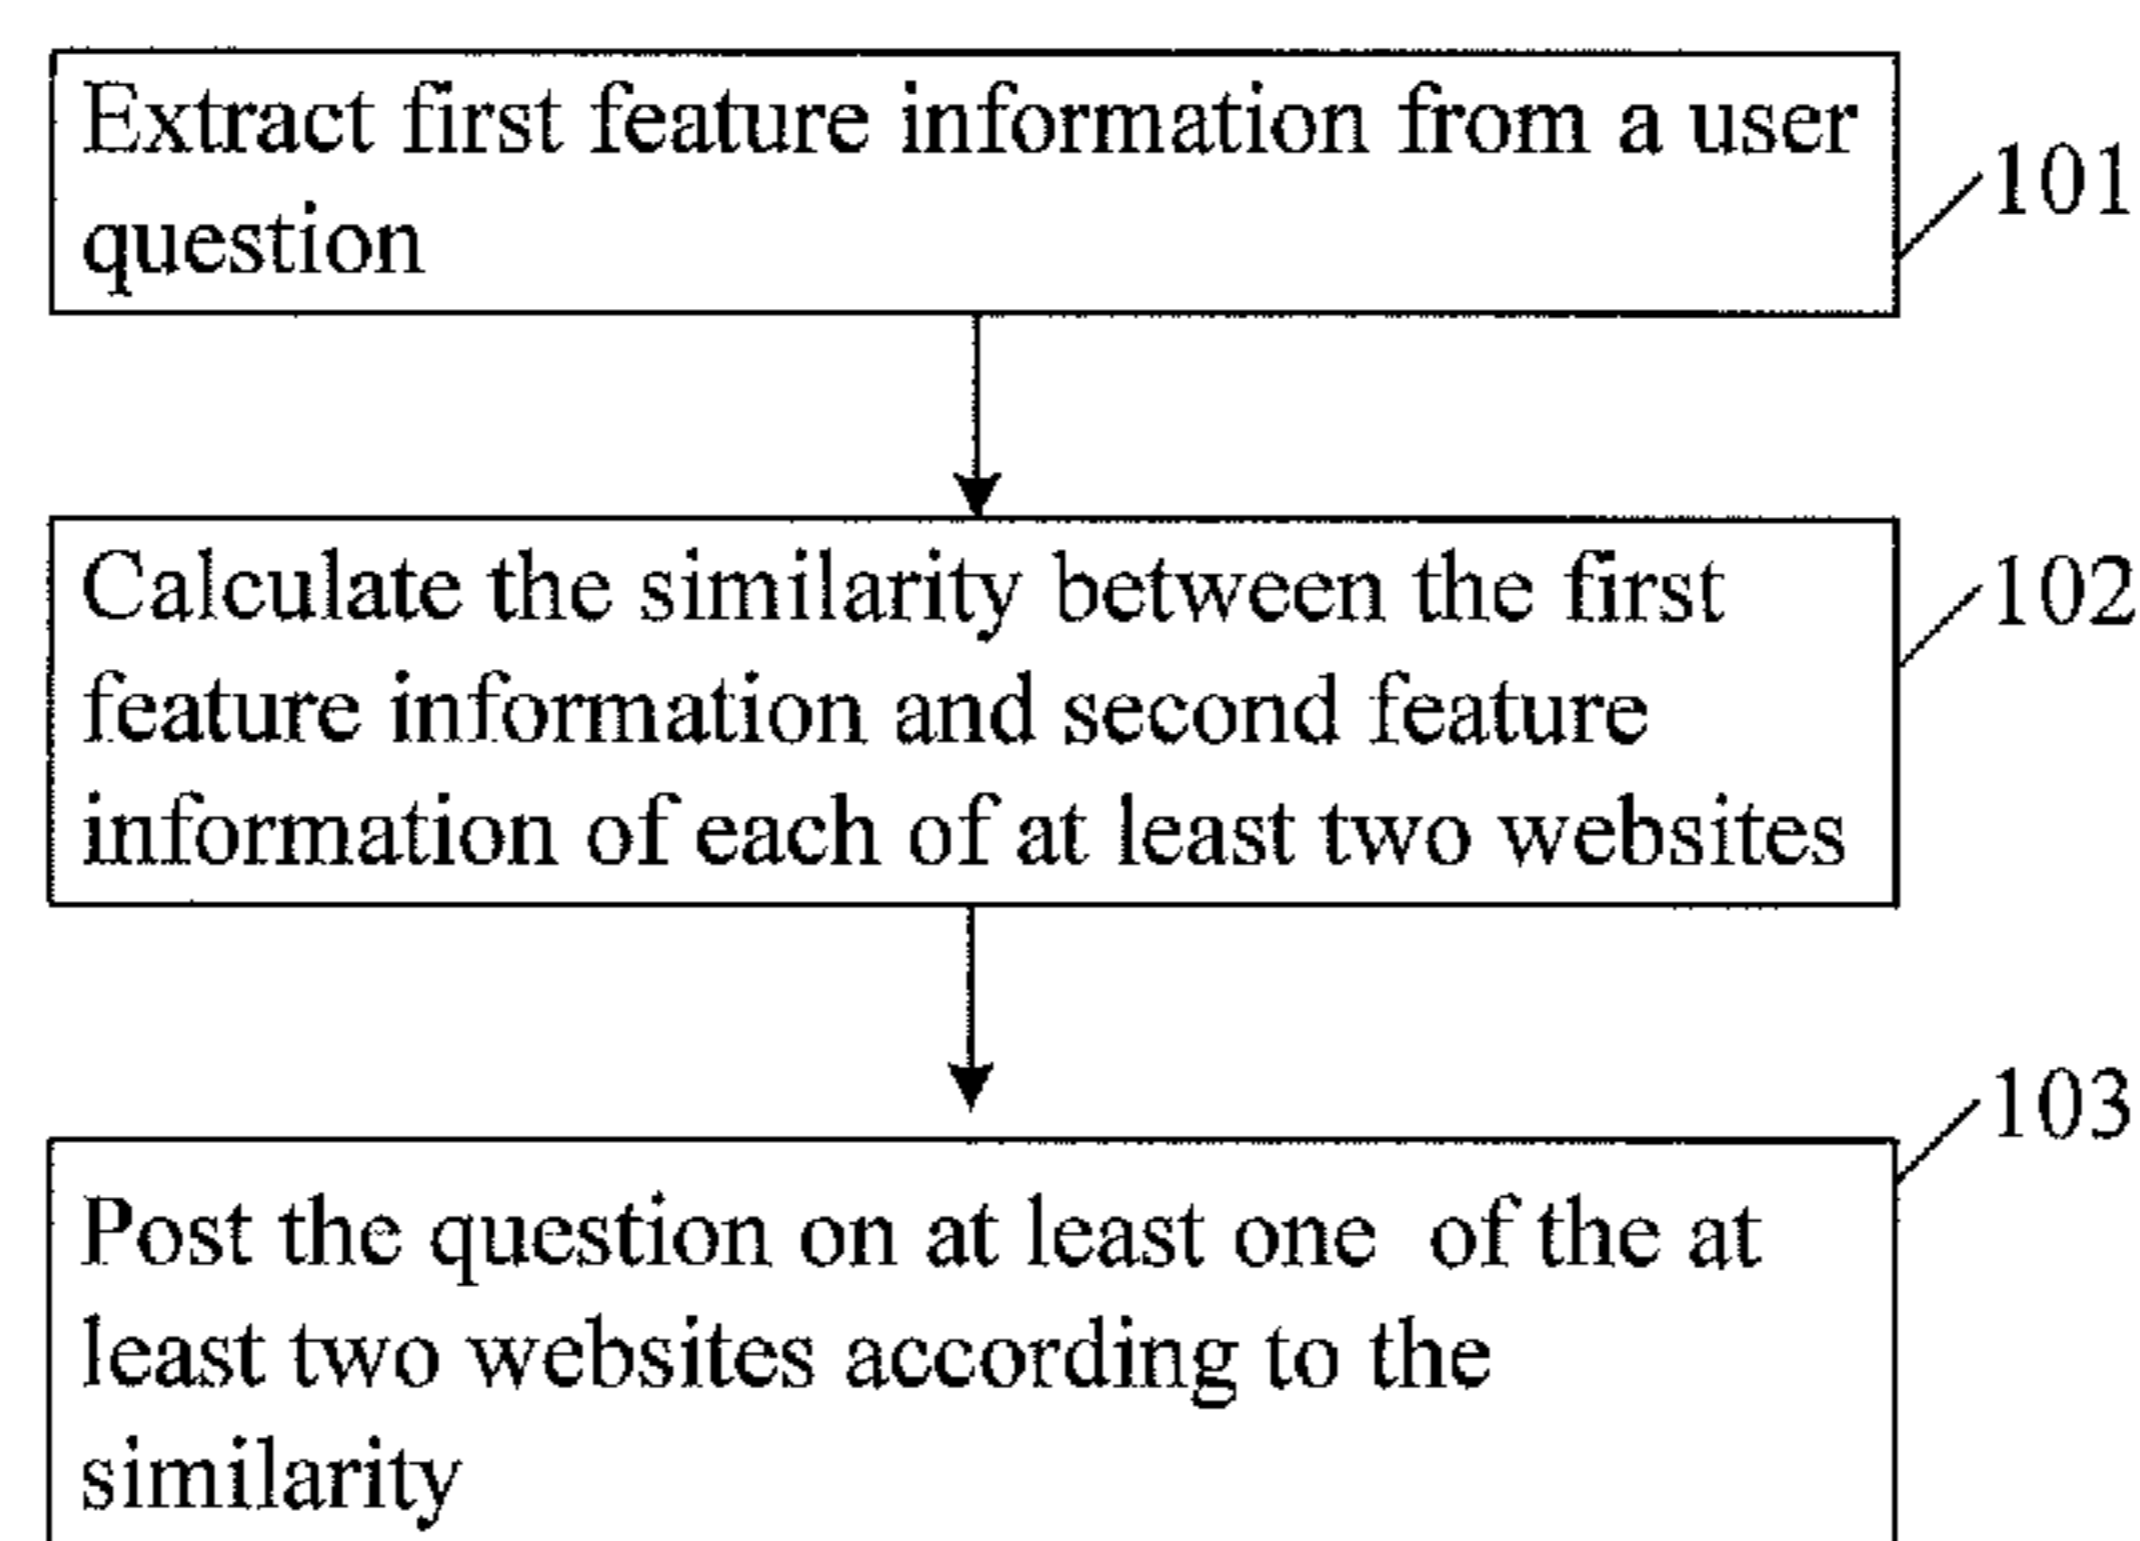 Extract first feature information from a user
question
101
Calculate the similarity between the first
feature information and second feature
information of each of at least two websites
102
103
Post the question on at least one of the at
least two websites according to the
similarity